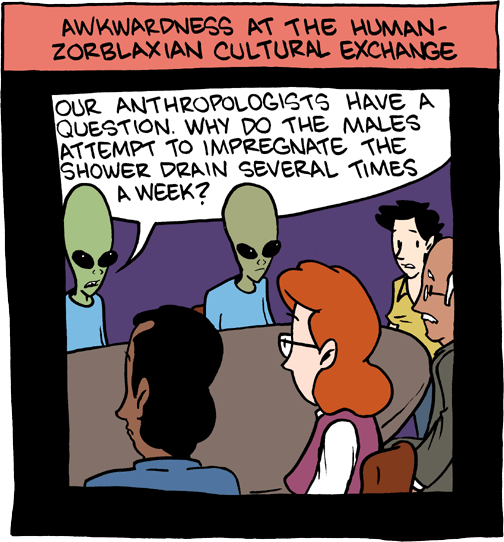 AWKWARDNESS AT THE HUMAN-
ZORBLAXIAN CULTURAL EXCHANGE
OUR ANTHROPOLOGISTS HAVE A
QUESTION. WHY DO THE MALES
ATTEMPT TO IMPREGNATE THE
SHOWER DRAIN SEVERAL TIMES
A WEEK?